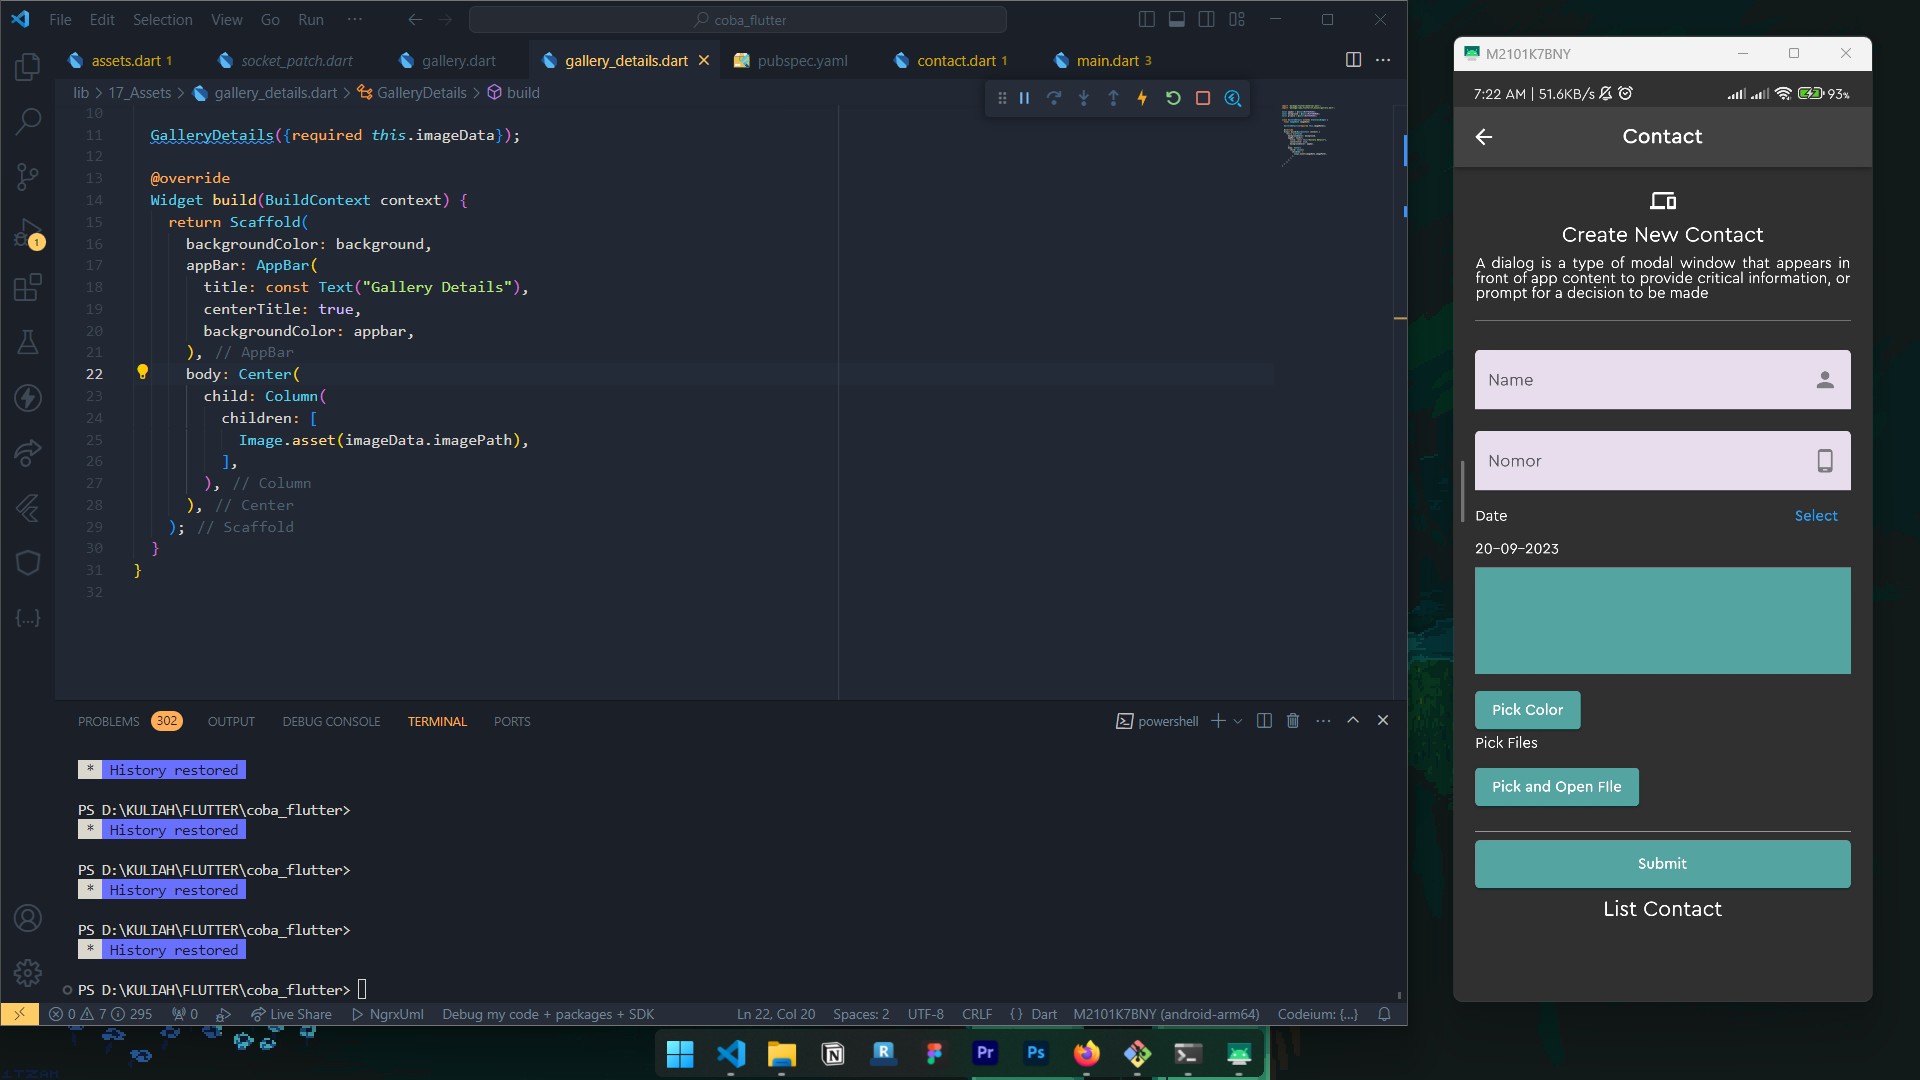 File Edit Selection View Go Run ···
coba_flutter
assets.dart 1
socket_patch.dart
gallery.dart
gallery_details.dart
pubspec.yaml
contact.dart 1
main.dart 3
lib > 17_Assets > gallery_details.dart > GalleryDetails > build
10
11 GalleryDetails({required this.imageData});
12
13 @override
14 Widget build(BuildContext context) {
15 return Scaffold(
16 backgroundColor: background,
17 appBar: AppBar(
18 title: const Text("Gallery Details"),
19 centerTitle: true,
20 backgroundColor: appbar,
21 ), // AppBar
22 body: Center(
23 child: Column(
24 children: [
25 Image.asset(imageData.imagePath),
26 ],
27 ), // Column
28 ), // Center
29 ); // Scaffold
30 }
31 }
32
1
PROBLEMS 302 OUTPUT DEBUG CONSOLE TERMINAL PORTS
powershell
* History restored
PS D:\KULIAH\FLUTTER\coba_flutter>
* History restored
PS D:\KULIAH\FLUTTER\coba_flutter>
* History restored
PS D:\KULIAH\FLUTTER\coba_flutter>
* History restored
PS D:\KULIAH\FLUTTER\coba_flutter>
0 7 295 0 Live Share NgrxUml Debug my code + packages + SDK Ln 22, Col 20 Spaces: 2 UTF-8 CRLF {} Dart M2101K7BNY (android-arm64) Codeium: {...}
R Pr Ps
M2101K7BNY
7:22 AM | 51.6KB/s 93%
Contact
Create New Contact
A dialog is a type of modal window that appears in
front of app content to provide critical information, or
prompt for a decision to be made
Name
Nomor
Date Select
20-09-2023
Pick Color
Pick Files
Pick and Open FIle
Submit
List Contact